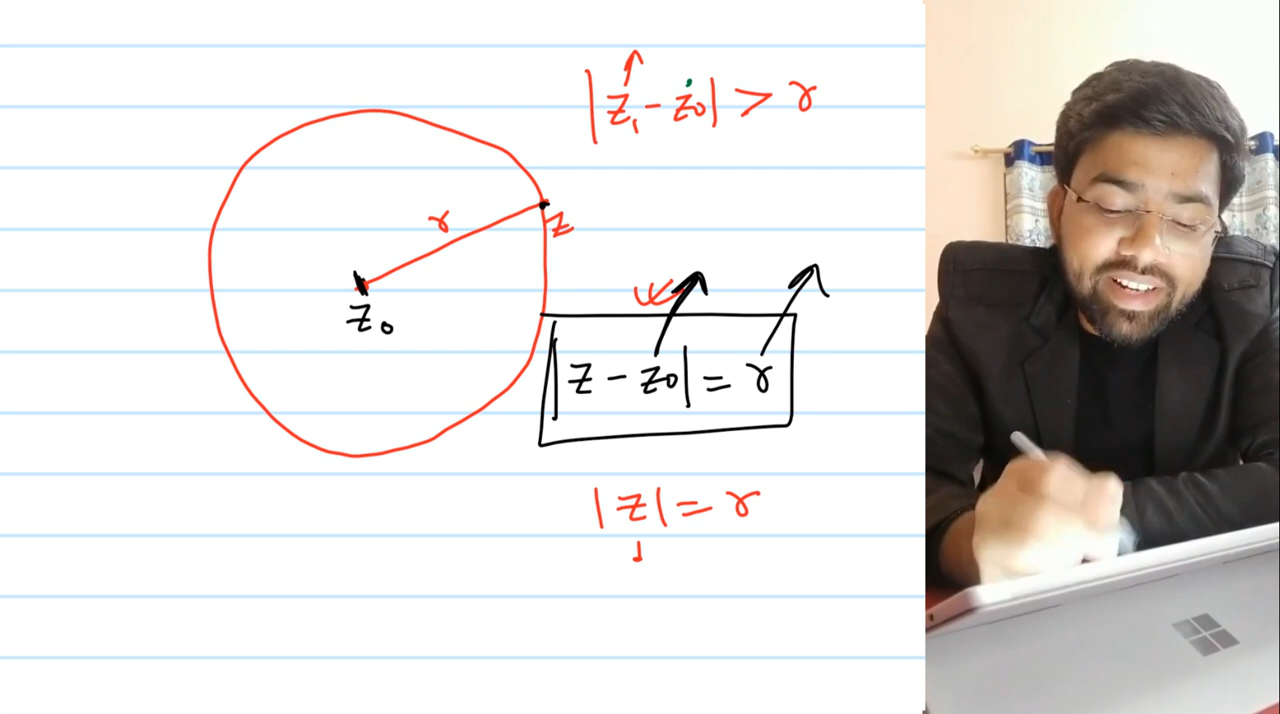 |z₁ - z₀| > r
r
z
z₀
|z - z₀| = r
|z| = r